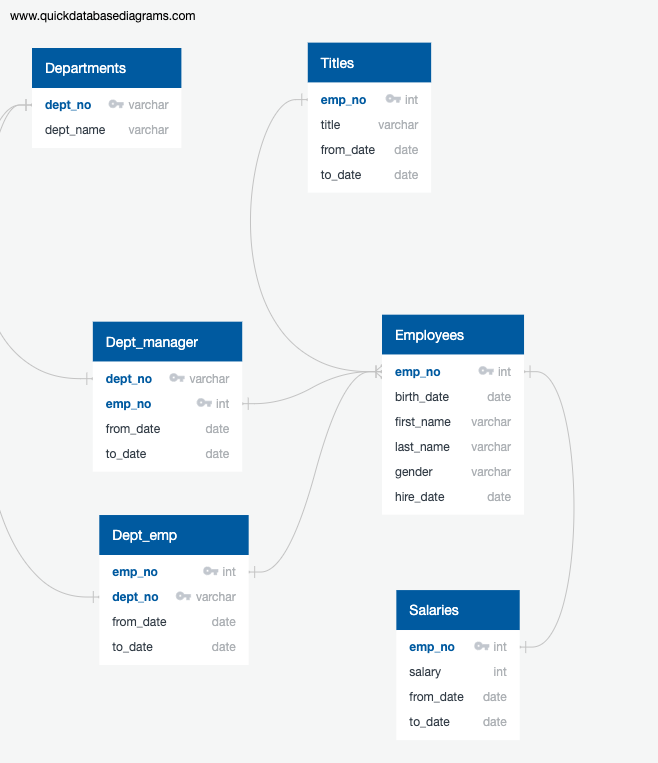 www.quickdatabasediagrams.com
Departments
dept_no varchar
dept_name varchar
Titles
emp_no int
title varchar
from_date date
to_date date
Dept_manager
dept_no varchar
emp_no int
from_date date
to_date date
Employees
emp_no int
birth_date date
first_name varchar
last_name varchar
gender varchar
hire_date date
Dept_emp
emp_no int
dept_no varchar
from_date date
to_date date
Salaries
emp_no int
salary int
from_date date
to_date date